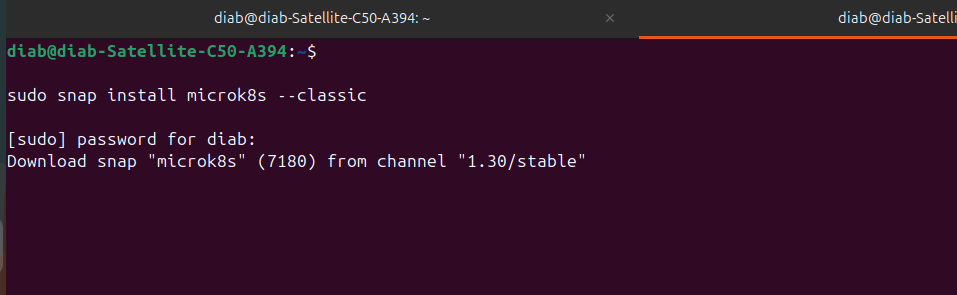 diab@diab-Satellite-C50-A394: ~ × diab@diab-Satelli
diab@diab-Satellite-C50-A394:~$
sudo snap install microk8s --classic
[sudo] password for diab:
Download snap "microk8s" (7180) from channel "1.30/stable"